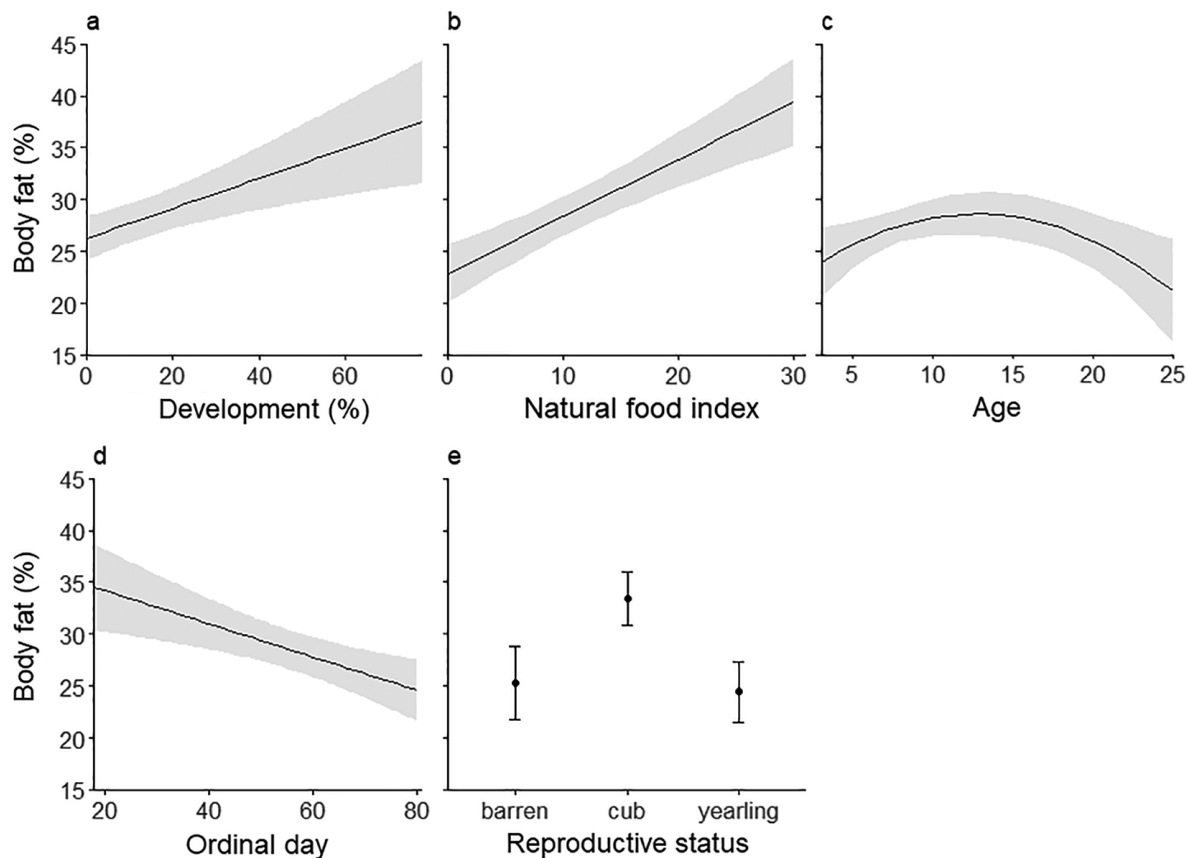 a
b
c
45
40
35
30
25
20
15
Body fat (%)
0 20 40 60
Development (%)
0 10 20 30
Natural food index
5 10 15 20 25
Age
d
e
45
40
35
30
25
20
15
Body fat (%)
20 40 60 80
Ordinal day
barren cub yearling
Reproductive status